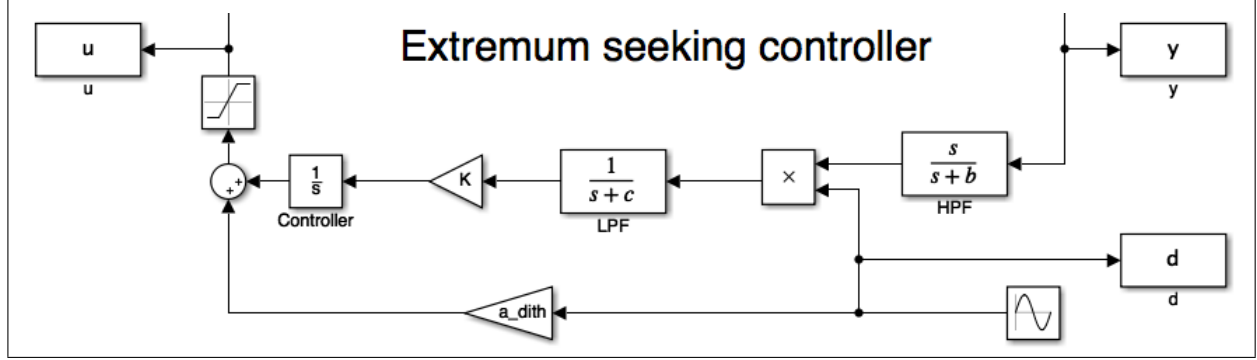 Extremum seeking controller
u
u
y
y
s
s + b
HPF
×
1
s + c
LPF
K
1
s
Controller
+
+
d
d
a_dith